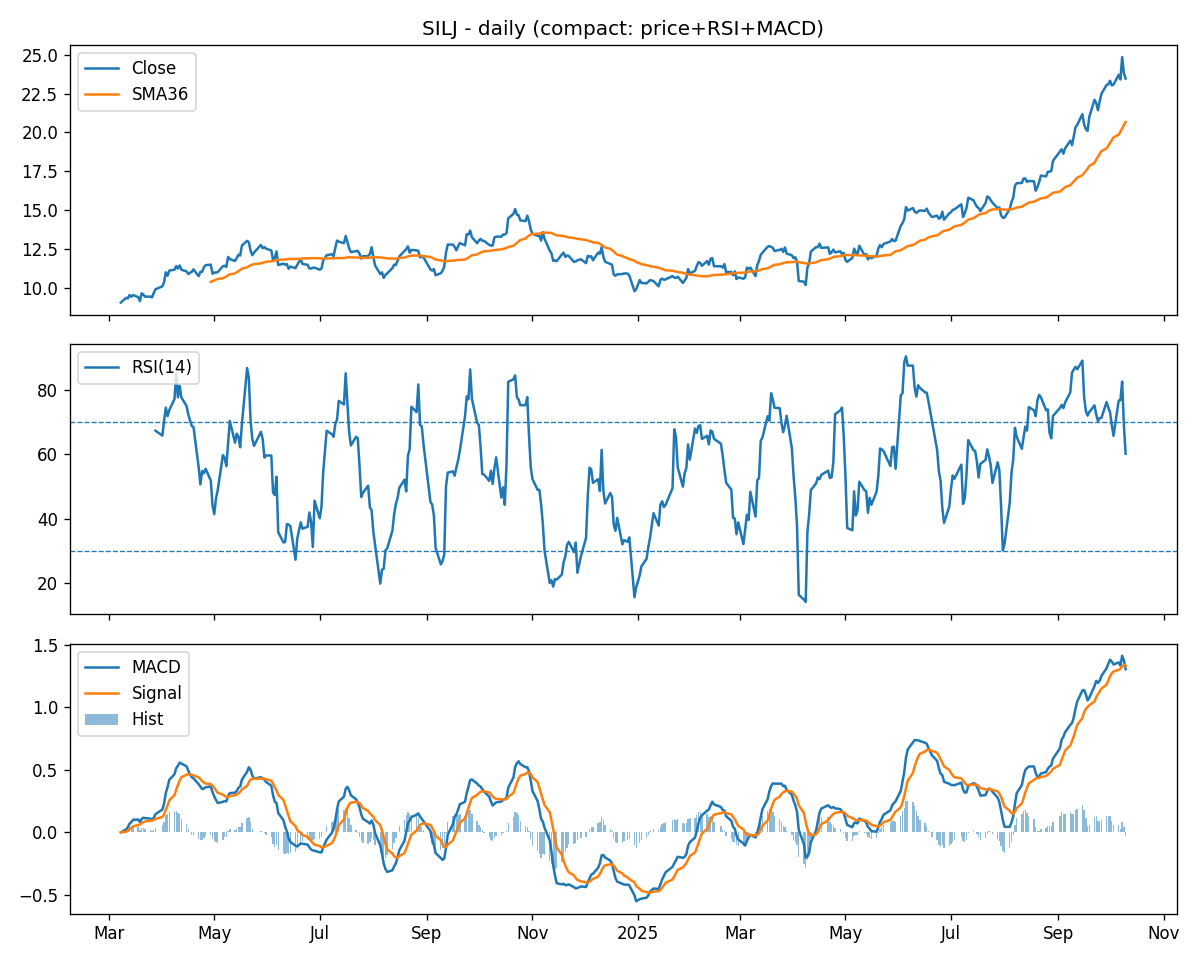 SILJ - daily (compact: price+RSI+MACD)
25.0
22.5
20.0
17.5
15.0
12.5
10.0
Close
SMA36
80
60
40
20
RSI(14)
1.5
1.0
0.5
0.0
−0.5
MACD
Signal
Hist
Mar May Jul Sep Nov 2025 Mar May Jul Sep Nov